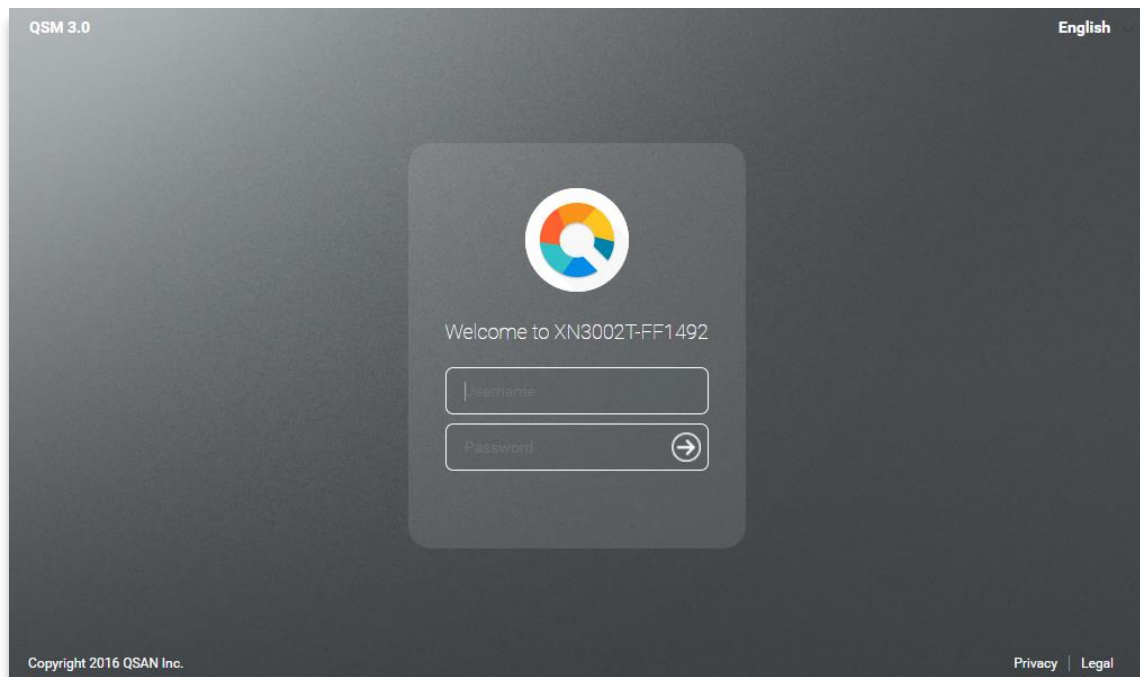 QSM 3.0
English
Welcome to XN3002T-FF1492
Username
Password
Copyright 2016 QSAN Inc.
Privacy | Legal